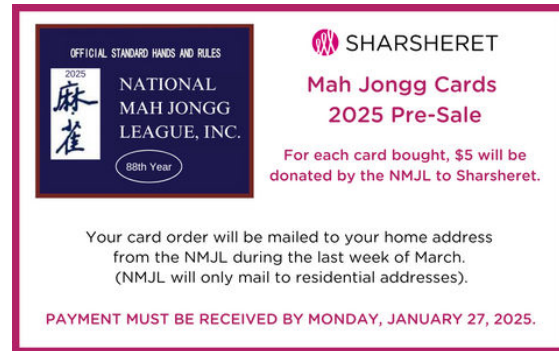 OFFICIAL STANDARD HANDS AND RULES
2025
麻
雀
NATIONAL
MAH JONGG
LEAGUE, INC.
88th Year
SHARSHERET
Mah Jongg Cards
2025 Pre-Sale
For each card bought, $5 will be
donated by the NMJL to Sharsheret.
Your card order will be mailed to your home address
from the NMJL during the last week of March.
(NMJL will only mail to residential addresses).
PAYMENT MUST BE RECEIVED BY MONDAY, JANUARY 27, 2025.